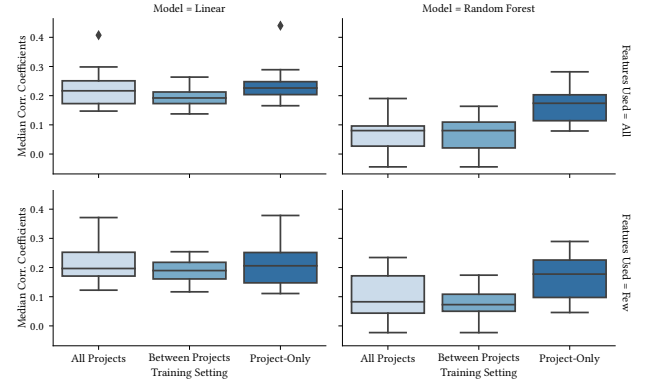 Model = Linear
Model = Random Forest
Median Corr. Coefficients
0.4
0.3
0.2
0.1
0.0
Features Used = All
Median Corr. Coefficients
0.4
0.3
0.2
0.1
0.0
Features Used = Few
All Projects
Between Projects
Project-Only
Training Setting
All Projects
Between Projects
Project-Only
Training Setting